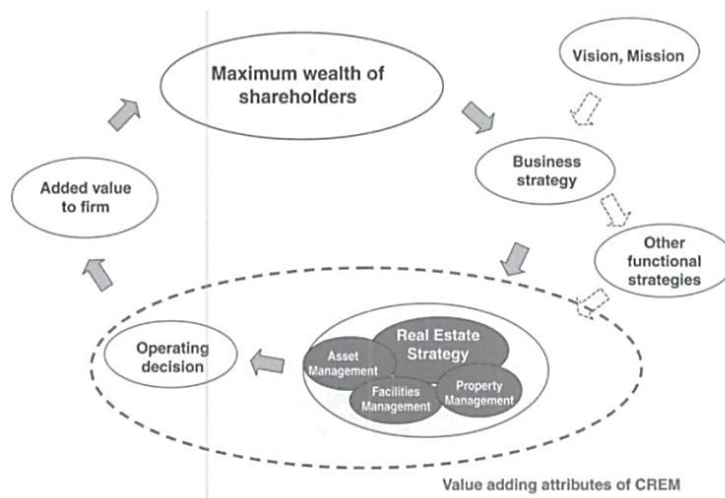 Maximum wealth of
shareholders
Vision, Mission
Business
strategy
Added value
to firm
Other
functional
strategies
Operating
decision
Real Estate
Strategy
Asset
Management
Facilities
Management
Property
Management
Value adding attributes of CREM